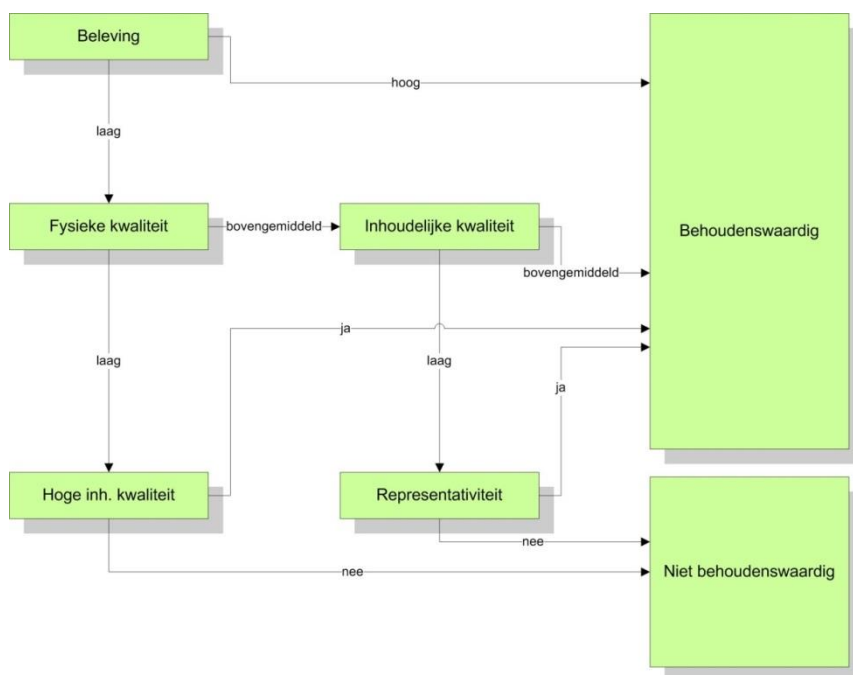 Beleving
hoog
laag
Fysieke kwaliteit
bovengemiddeld
Inhoudelijke kwaliteit
Behoudenswaardig
bovengemiddeld
ja
laag
laag
ja
Hoge inh. kwaliteit
Representativiteit
nee
nee
Niet behoudenswaardig